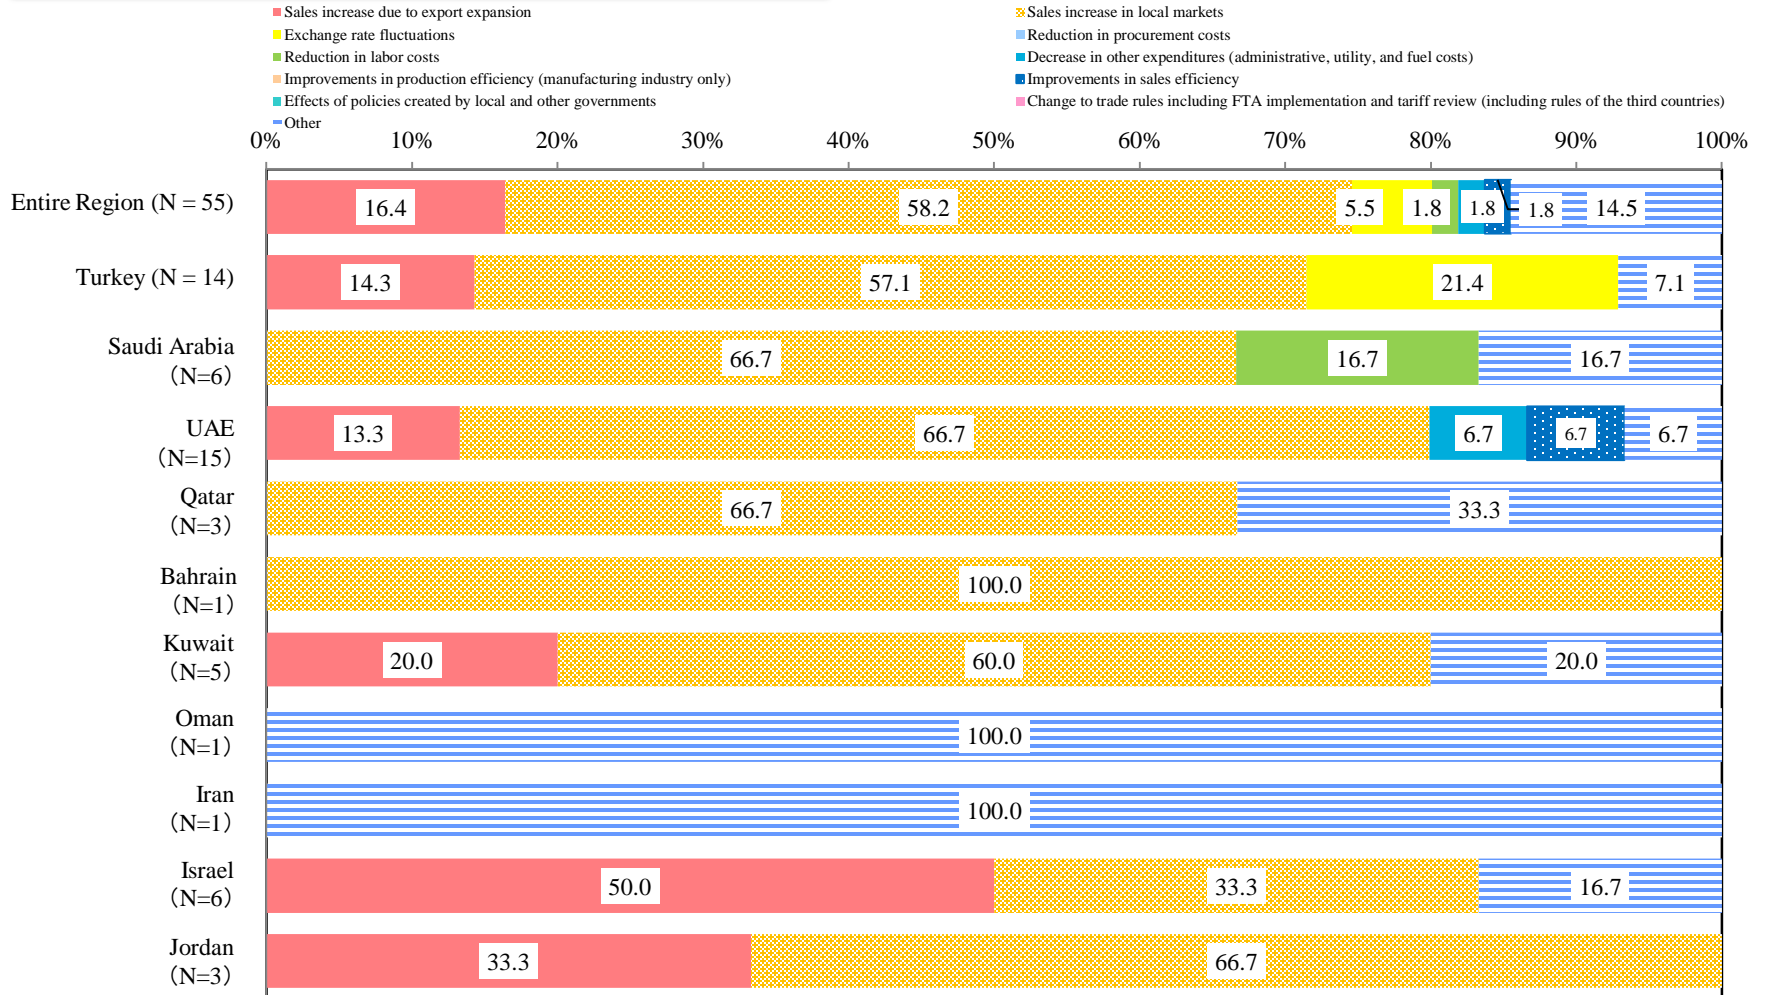 Sales increase due to export expansion
Sales increase in local markets
Exchange rate fluctuations
Reduction in procurement costs
Reduction in labor costs
Decrease in other expenditures (administrative, utility, and fuel costs)
Improvements in production efficiency (manufacturing industry only)
Improvements in sales efficiency
Effects of policies created by local and other governments
Change to trade rules including FTA implementation and tariff review (including rules of the third countries)
Other
0% 10% 20% 30% 40% 50% 60% 70% 80% 90% 100%
Entire Region (N = 55) 16.4 58.2 5.5 1.8 1.8 1.8 14.5
Turkey (N = 14) 14.3 57.1 21.4 7.1
Saudi Arabia
（N=6） 66.7 16.7 16.7
UAE
（N=15） 13.3 66.7 6.7 6.7 6.7
Qatar
（N=3） 66.7 33.3
Bahrain
（N=1） 100.0
Kuwait
（N=5） 20.0 60.0 20.0
Oman
（N=1） 100.0
Iran
（N=1） 100.0
Israel
（N=6） 50.0 33.3 16.7
Jordan
（N=3） 33.3 66.7